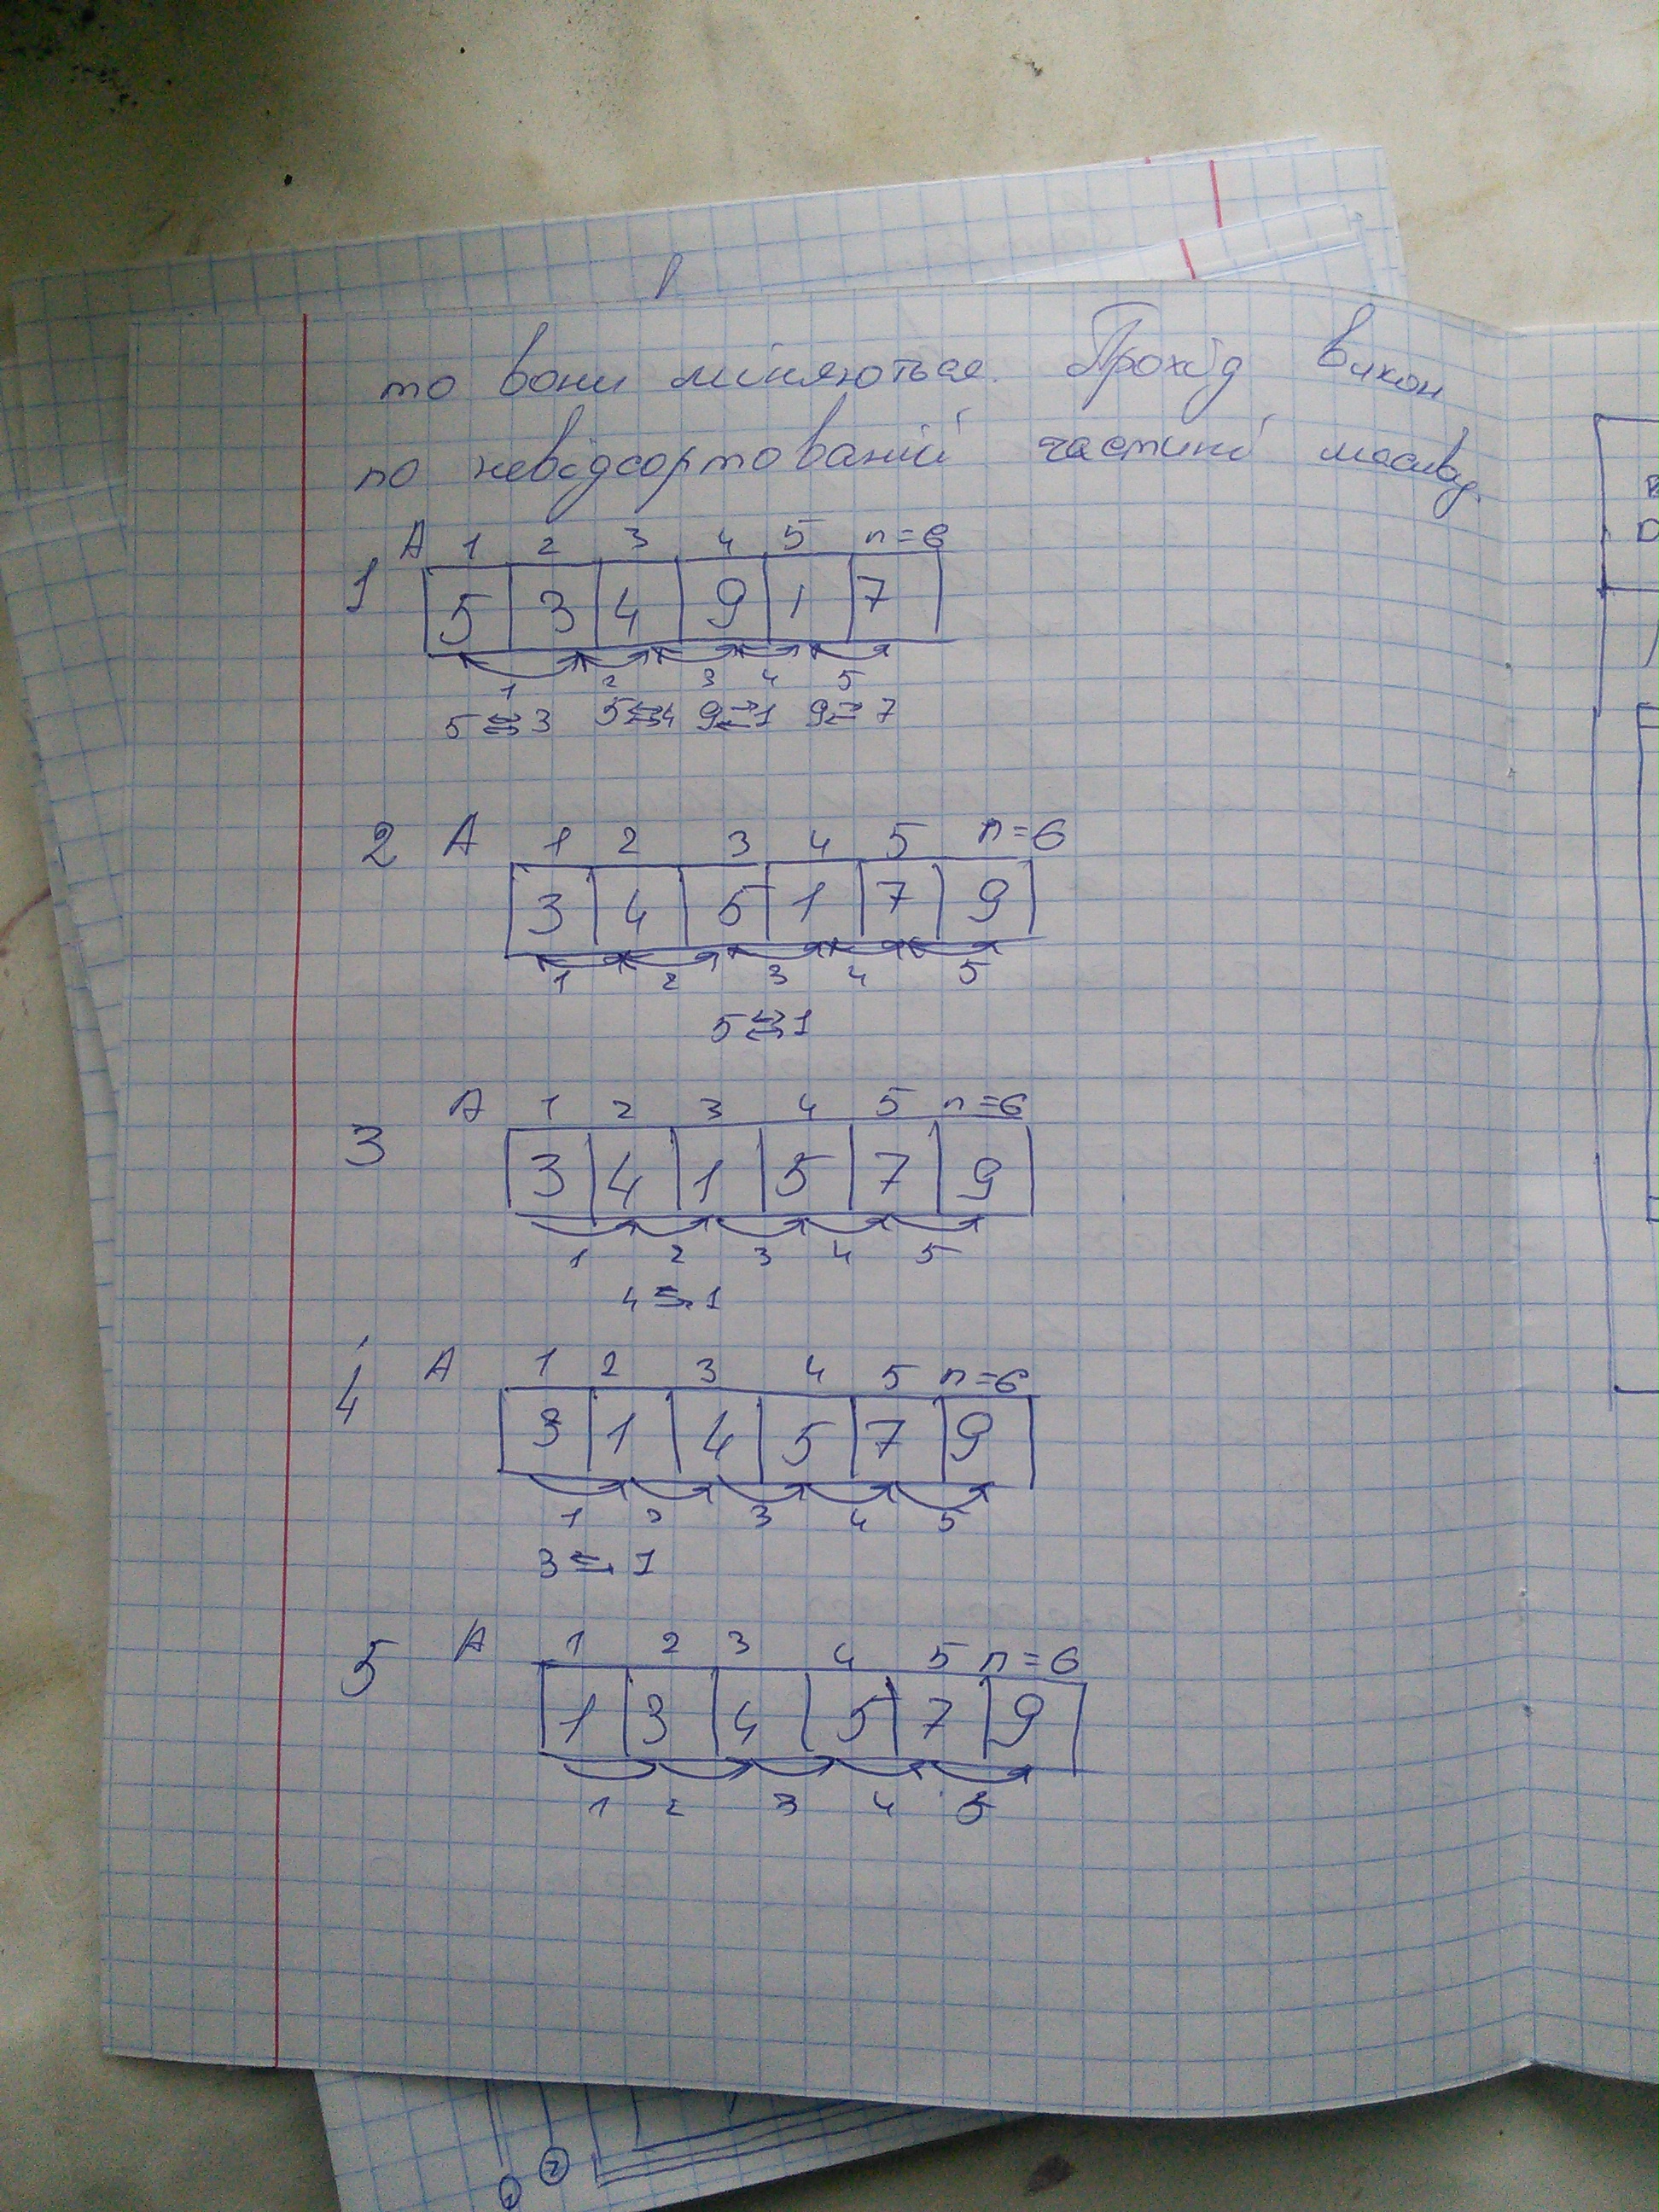 то вони міняються. Прохід викон
по невідсортованій частині масиву.
A 1 2 3 4 5 n=6
1 5 3 4 9 1 7
1 2 3 4 5
5⇆3 5⇆4 9⇆1 9⇆7
2 A 1 2 3 4 5 n=6
3 4 5 1 7 9
1 2 3 4 5
5⇆1
A 1 2 3 4 5 n=6
3 3 4 1 5 7 9
1 2 3 4 5
4⇆1
4 A 1 2 3 4 5 n=6
3 1 4 5 7 9
1 2 3 4 5
3⇆1
5 A 1 2 3 4 5 n=6
1 3 4 5 7 9
1 2 3 4 5
1 2